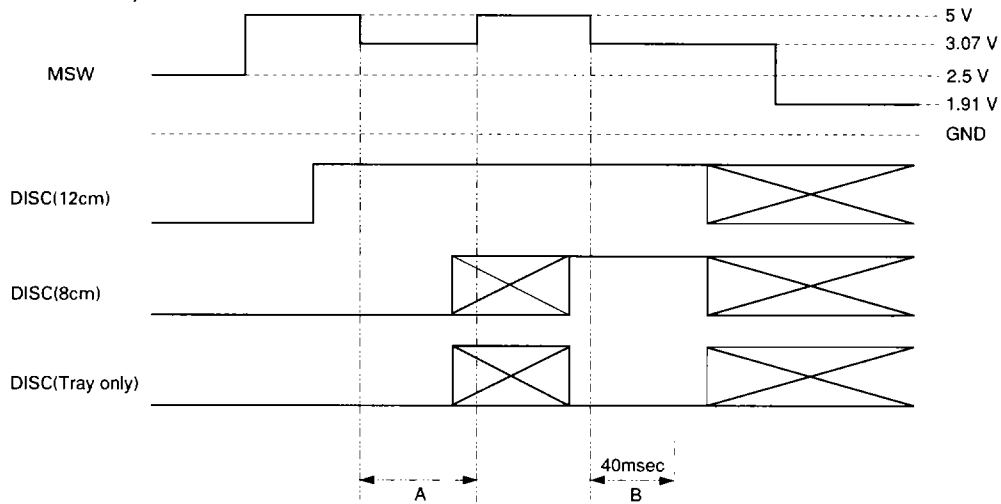 5 V
3.07 V
MSW
2.5 V
1.91 V
GND
DISC(12cm)
DISC(8cm)
DISC(Tray only)
40msec
A
B